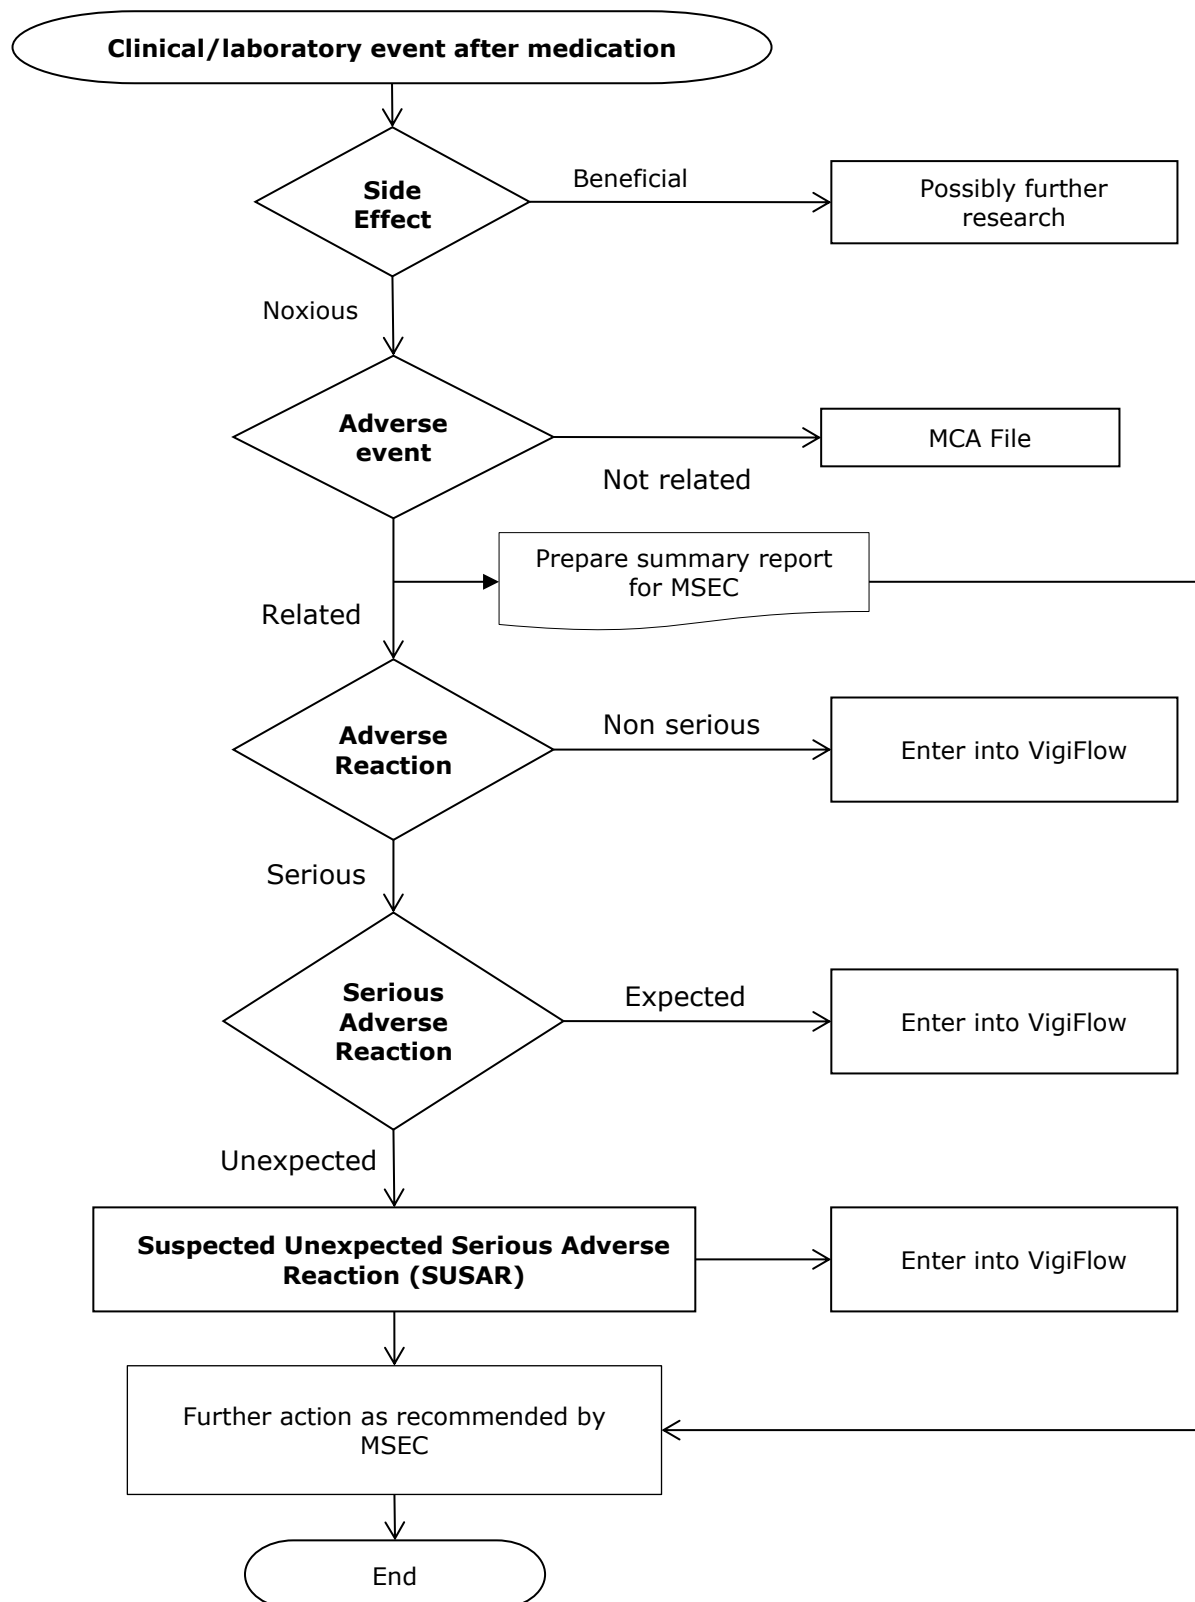 Clinical/laboratory event after medication
Side
Effect
Beneficial
Possibly further
research
Noxious
Adverse
event
MCA File
Not related
Prepare summary report
for MSEC
Related
Adverse
Reaction
Non serious
Enter into VigiFlow
Serious
Serious
Adverse
Reaction
Expected
Enter into VigiFlow
Unexpected
Suspected Unexpected Serious Adverse
Reaction (SUSAR)
Enter into VigiFlow
Further action as recommended by
MSEC
End